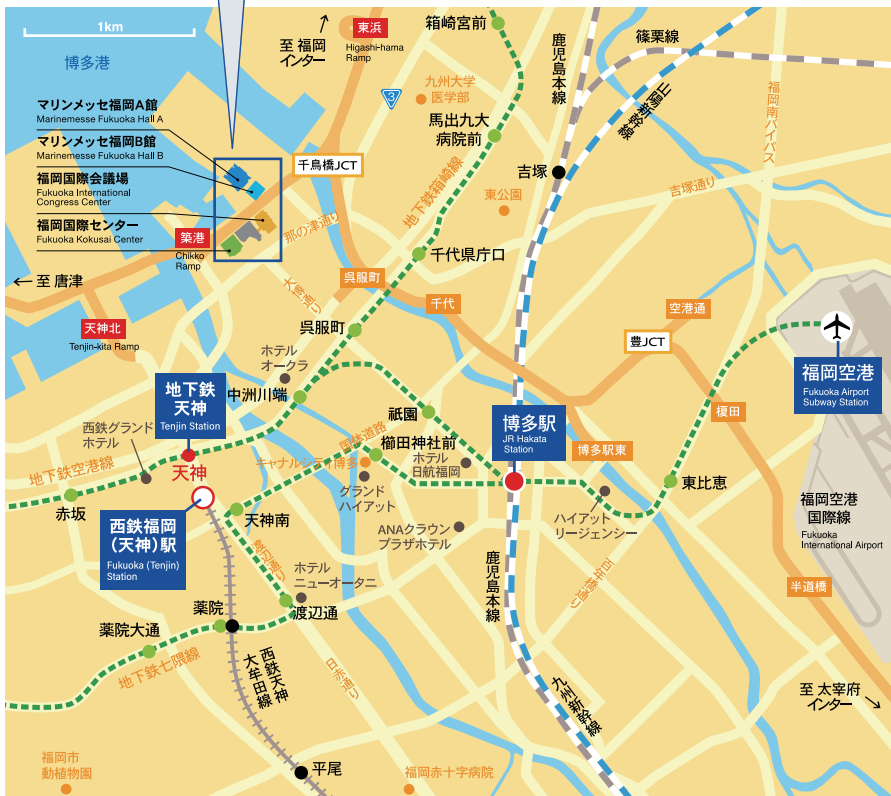 1km
博多港
至 福岡
インター
東浜
Higashi-hama
Ramp
箱崎宮前
鹿児島本線
篠栗線
山陽新幹線
福岡南バイパス
マリンメッセ福岡A館
Marinemesse Fukuoka Hall A
マリンメッセ福岡B館
Marinemesse Fukuoka Hall B
福岡国際会議場
Fukuoka International
Congress Center
福岡国際センター
Fukuoka Kokusai Center
3
九州大学
医学部
馬出九大
病院前
千鳥橋JCT
地下鉄箱崎線
吉塚
吉塚通り
東公園
築港
Chikko
Ramp
那の津通り
千代県庁口
← 至 唐津
大博通り
呉服町
千代
空港通
天神北
Tenjin-kita Ramp
呉服町
豊JCT
福岡空港
Fukuoka Airport
Subway Station
ホテル
オークラ
地下鉄
天神
Tenjin Station
中洲川端
祇園
博多駅
JR Hakata
Station
榎田
西鉄グランド
ホテル
国体道路
櫛田神社前
博多駅東
地下鉄空港線
天神
キャナルシティ博多
ホテル
日航福岡
東比恵
赤坂
グランド
ハイアット
ハイアット
リージェンシー
福岡空港
国際線
Fukuoka
International Airport
西鉄福岡
(天神)駅
Fukuoka (Tenjin)
Station
天神南
ANAクラウン
プラザホテル
渡辺通り
鹿児島本線
百年橋通り
ホテル
ニューオータニ
半道橋
薬院
渡辺通
薬院大通
地下鉄七隈線
西鉄天神
大牟田線
日赤通り
九州新幹線
至 太宰府
インター
福岡市
動植物園
平尾
福岡赤十字病院